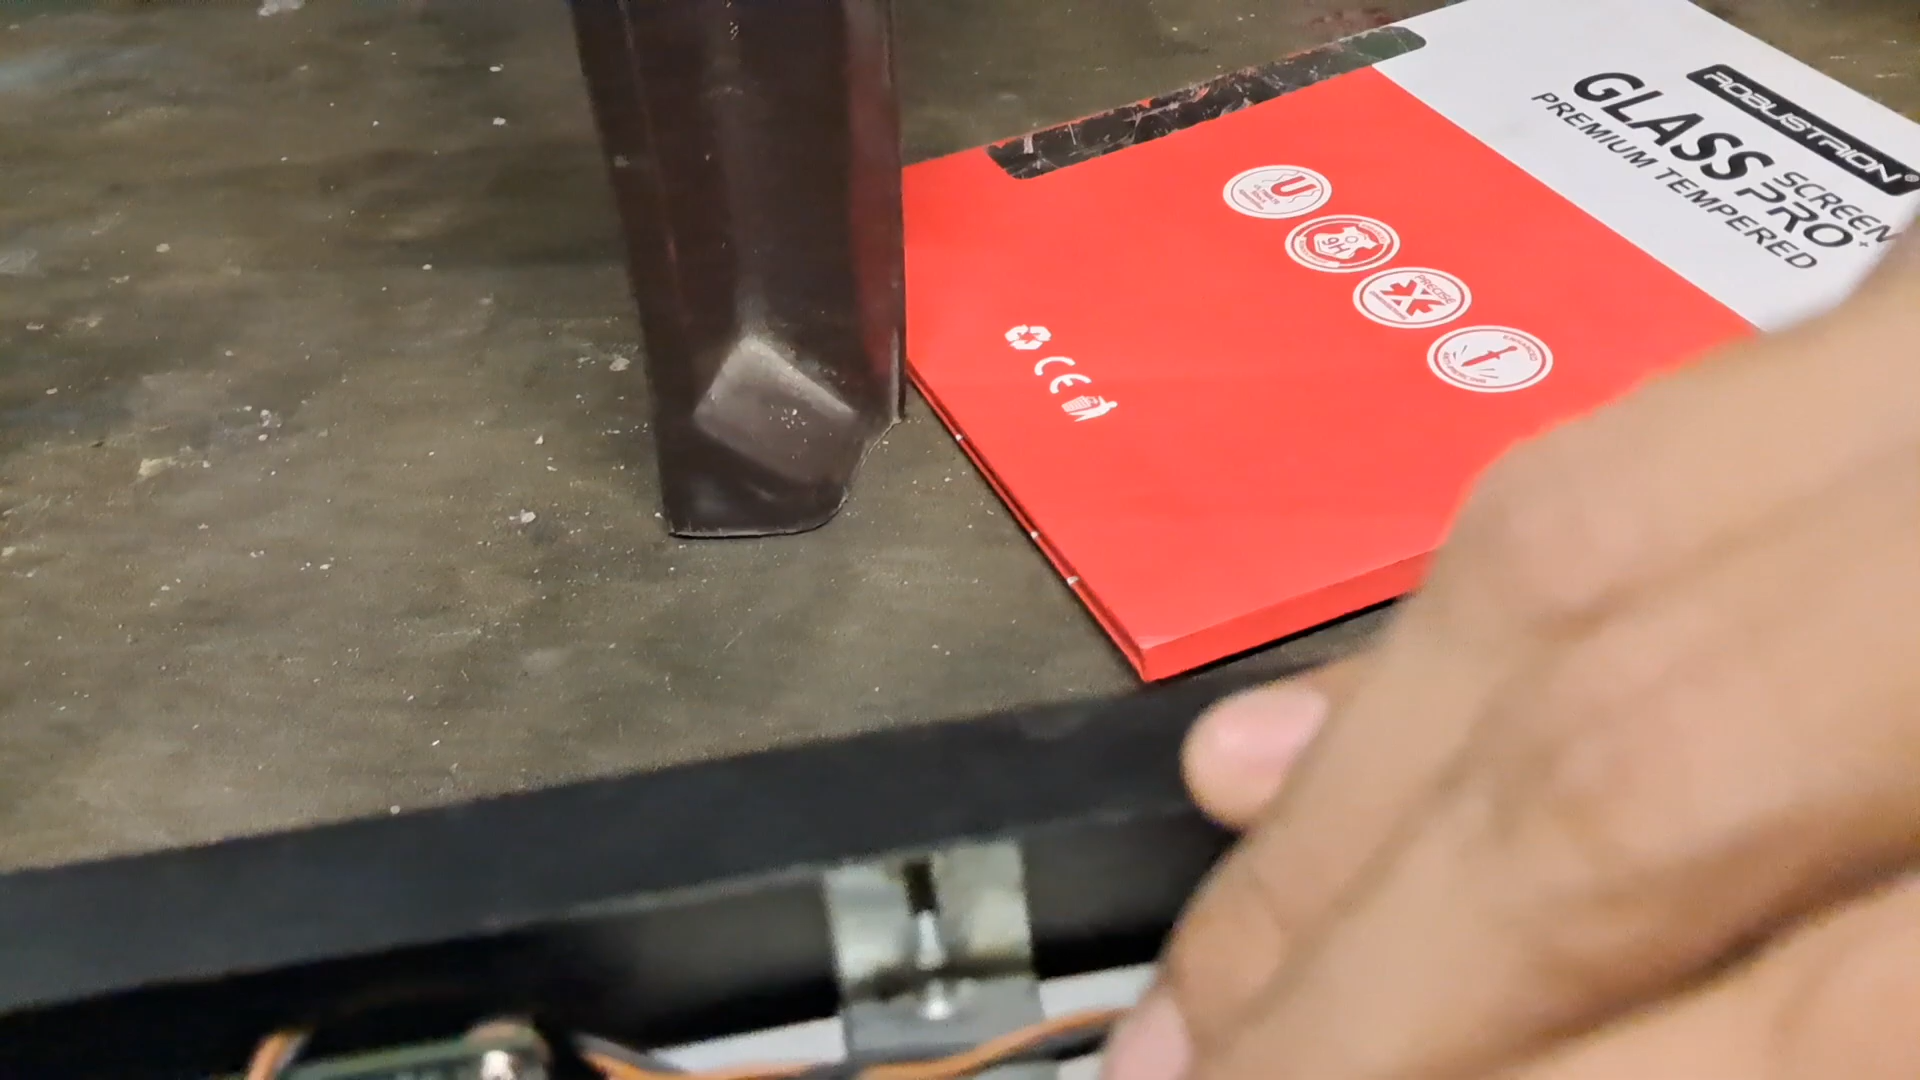 ROBUSTRION®
SCREEN
GLASS PRO+
PREMIUM TEMPERED
U
9H
PRECISE
X
CE